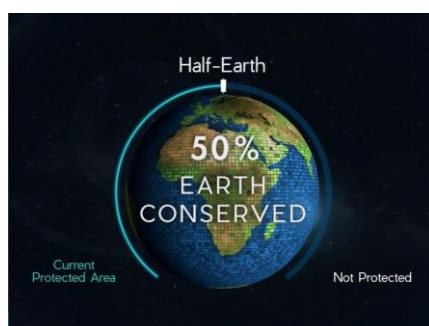 Half-Earth
50%
EARTH
CONSERVED
Current
Protected Area
Not Protected